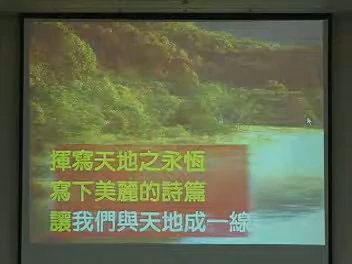 揮寫天地之永恆
寫下美麗的詩篇
讓我們與天地成一線